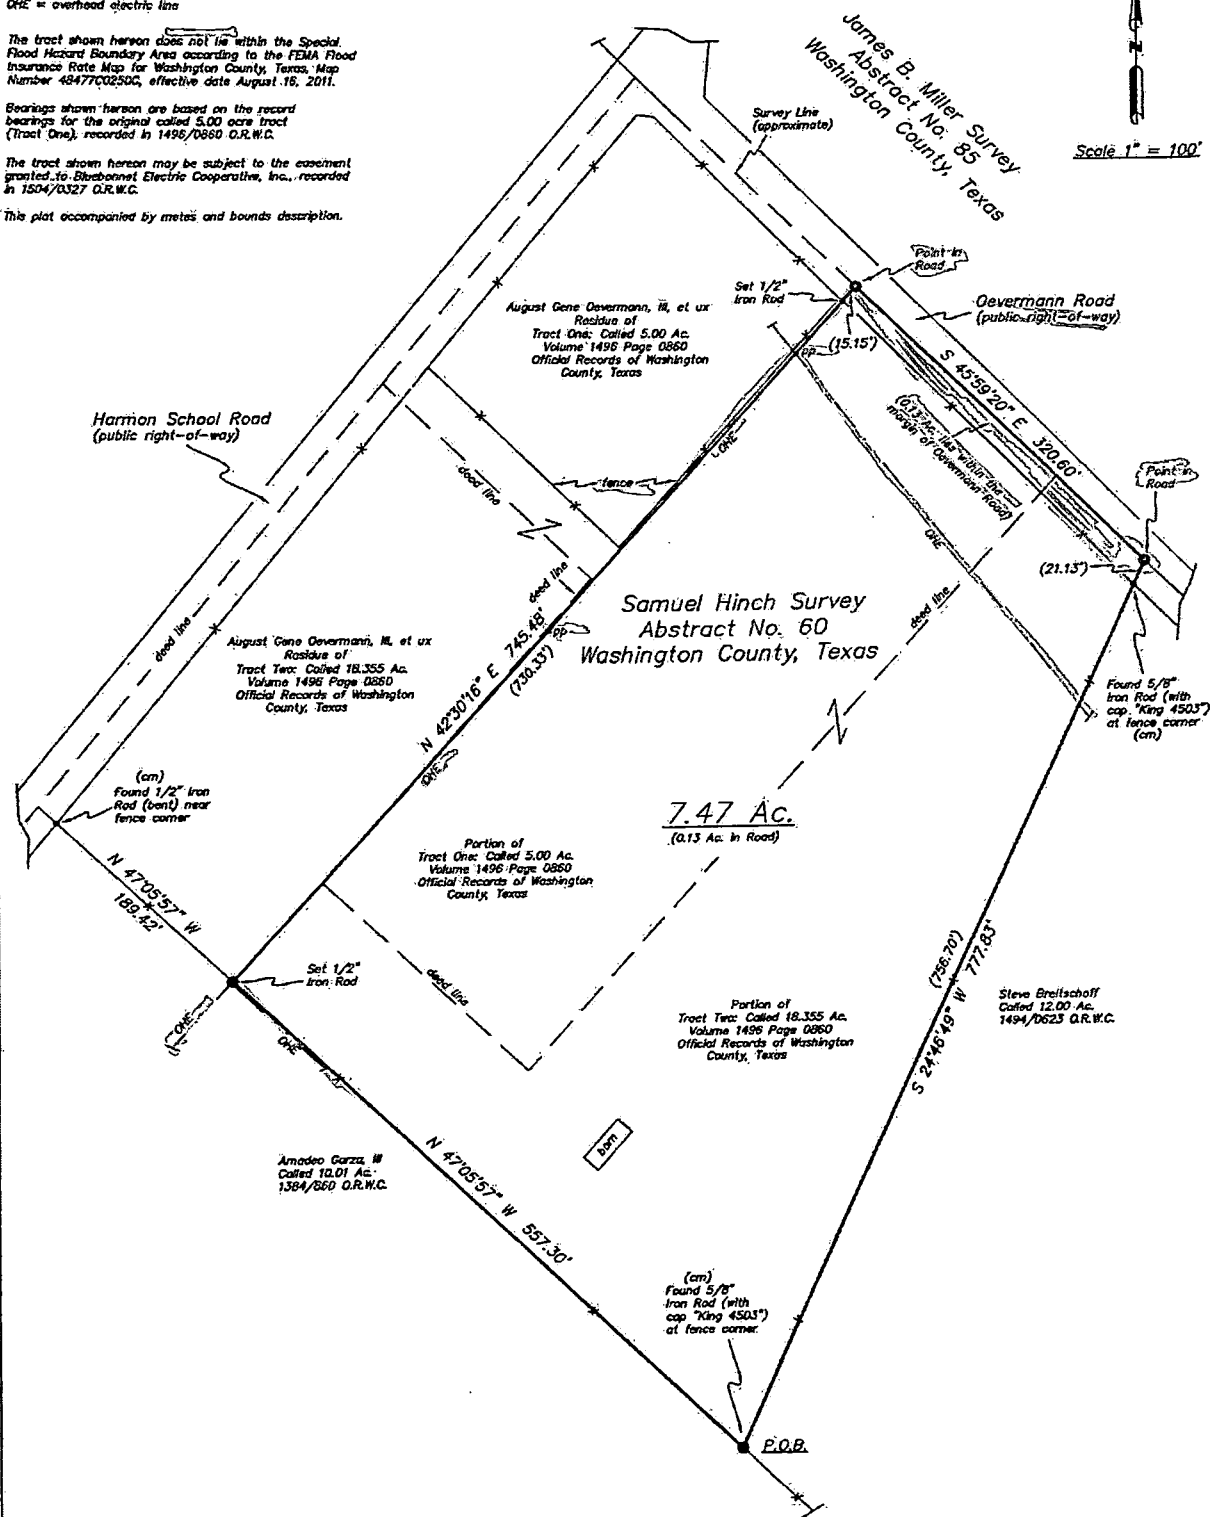 OHE = overhead electric line
The tract shown hereon does not lie within the Special
Flood Hazard Boundary Area according to the FEMA Flood
Insurance Rate Map for Washington County, Texas, Map
Number 48477C0250C, effective date August 16, 2011.
Bearings shown hereon are based on the record
bearings for the original called 5.00 acre tract
(Tract One), recorded in 1496/0860 O.R.W.C.
The tract shown hereon may be subject to the easement
granted to Bluebonnet Electric Cooperative, Inc., recorded
in 1504/0327 O.R.W.C.
This plat accompanied by metes and bounds description.
James B. Miller Survey
Abstract No. 85
Washington County, Texas
N
Scale 1" = 100'
Survey Line
(approximate)
Point in
Road
Set 1/2"
Iron Rod
Oevermann Road
(public right-of-way)
August Gene Oevermann, III, et ux
Residue of
Tract One: Called 5.00 Ac.
Volume 1496 Page 0860
Official Records of Washington
County, Texas
PP
(15.15')
S 45°59'20" E 320.60'
(0.13 Ac. lies within the
margin of Oevermann Road)
Harmon School Road
(public right-of-way)
OHE
deed line
fence
Point in
Road
OHE
(21.13')
deed line
Samuel Hinch Survey
Abstract No. 60
Washington County, Texas
deed line
deed line
August Gene Oevermann, III, et ux
Residue of
Tract Two: Called 18.355 Ac.
Volume 1496 Page 0860
Official Records of Washington
County, Texas
PP
N 42°30'16" E 745.48'
(730.33')
Found 5/8"
Iron Rod (with
cap "King 4503")
at fence corner
(cm)
OHE
(cm)
Found 1/2" Iron
Rod (bent) near
fence corner
7.47 Ac.
(0.13 Ac. in Road)
Portion of
Tract One: Called 5.00 Ac.
Volume 1496 Page 0860
Official Records of Washington
County, Texas
N 47°05'57" W
189.42'
Set 1/2"
Iron Rod
deed line
(756.70')
S 24°46'49" W 777.83'
Steve Breitschoff
Called 12.00 Ac.
1494/0623 O.R.W.C.
Portion of
Tract Two: Called 18.355 Ac.
Volume 1496 Page 0860
Official Records of Washington
County, Texas
OHE
OHE
barn
Amadeo Garza, III
Called 10.01 Ac.
1384/860 O.R.W.C.
N 47°05'57" W 557.30'
(cm)
Found 5/8"
Iron Rod (with
cap "King 4503")
at fence corner
P.O.B.